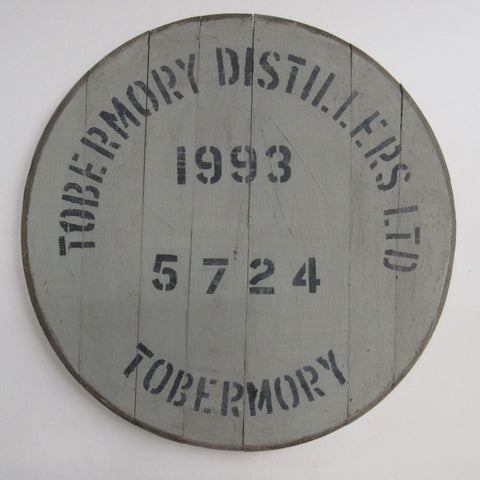 TOBERMORY DISTILLERS LTD
1993
5724
TOBERMORY